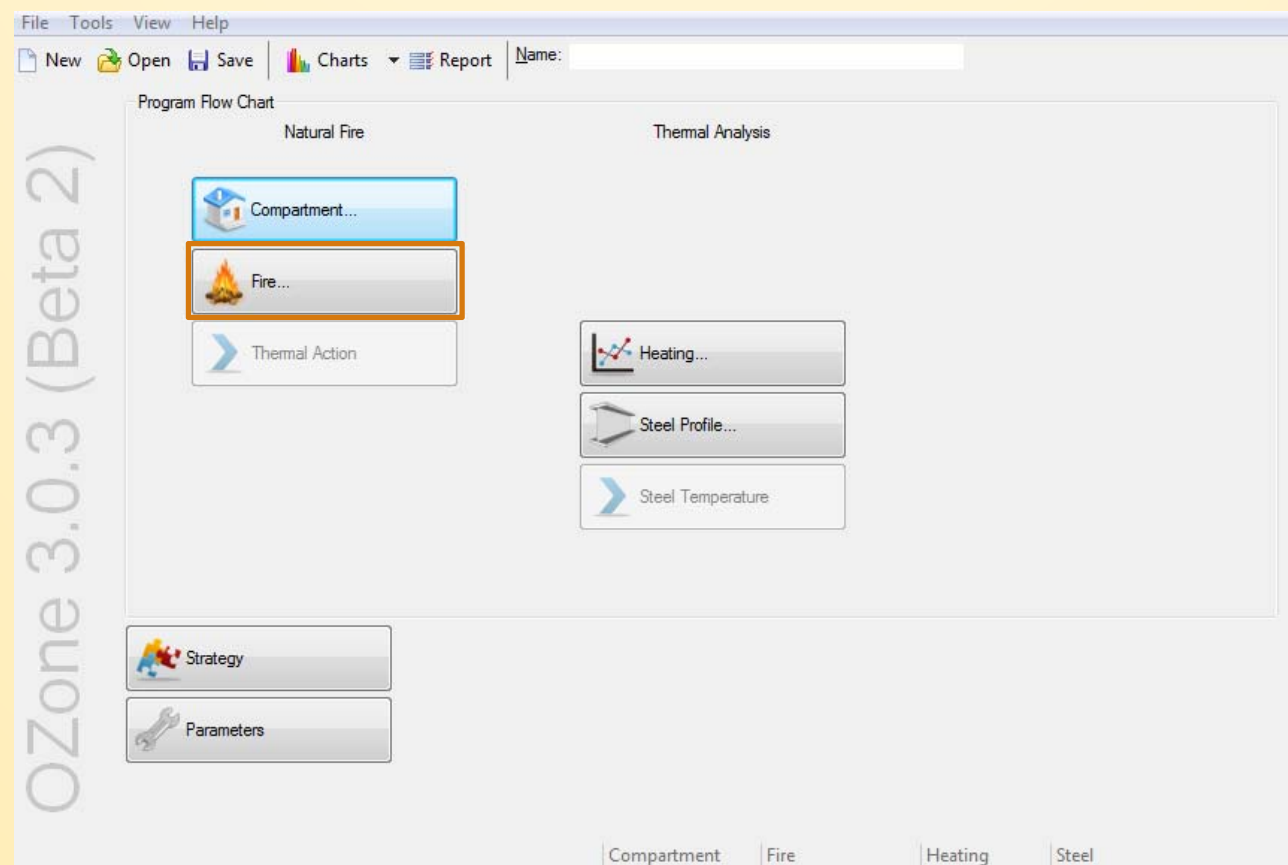 File Tools View Help
New Open Save Charts Report Name:
Program Flow Chart
Natural Fire Thermal Analysis
Compartment...
Fire...
Thermal Action
Heating...
Steel Profile...
Steel Temperature
Strategy
Parameters
OZone 3.0.3 (Beta 2)
Compartment Fire Heating Steel